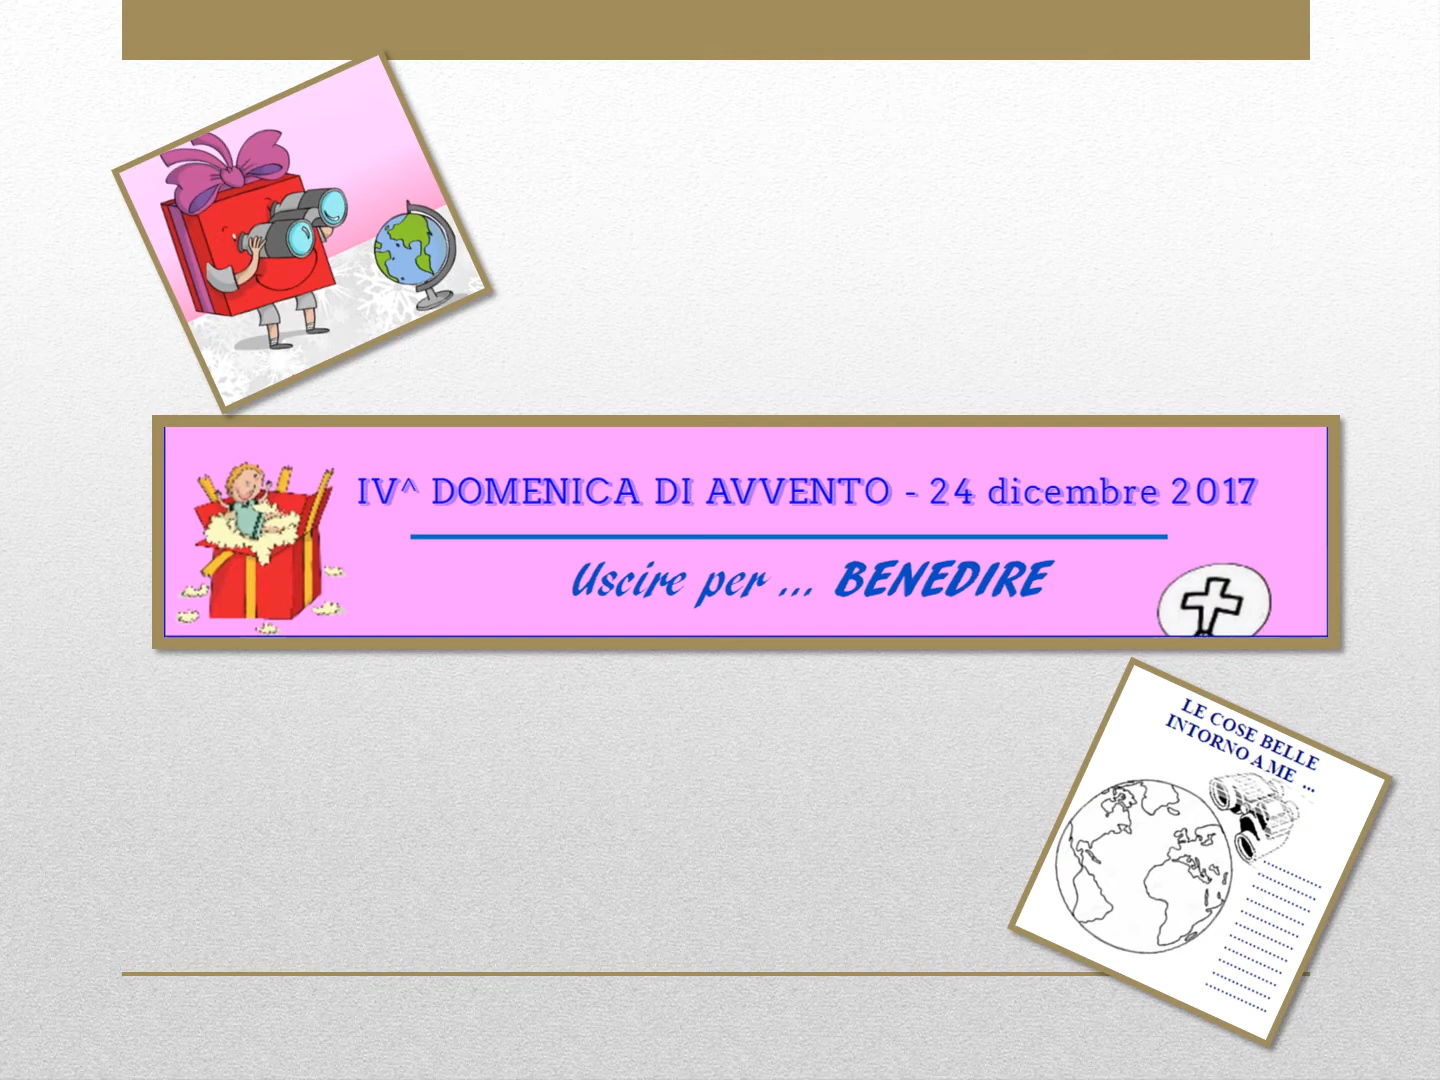 IV^ DOMENICA DI AVVENTO - 24 dicembre 2017
Uscire per ... BENEDIRE
LE COSE BELLE
INTORNO A ME ...